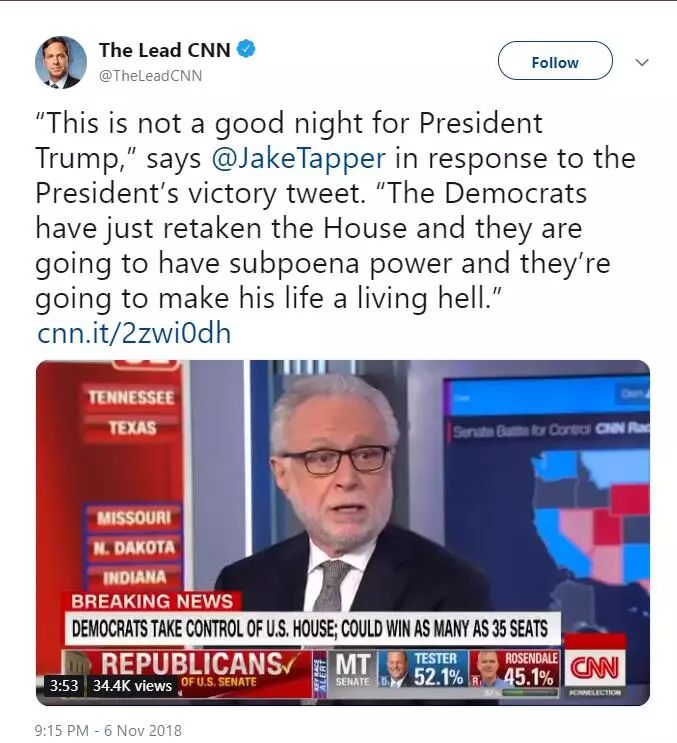 The Lead CNN
@TheLeadCNN
Follow
“This is not a good night for President
Trump,” says @JakeTapper in response to the
President’s victory tweet. “The Democrats
have just retaken the House and they are
going to have subpoena power and they’re
going to make his life a living hell.”
cnn.it/2zwi0dh
TENNESSEE
TEXAS
MISSOURI
N. DAKOTA
INDIANA
Senate Battle for Control CNN
BREAKING NEWS
DEMOCRATS TAKE CONTROL OF U.S. HOUSE; COULD WIN AS MANY AS 35 SEATS
REPUBLICANS✓
OF U.S. SENATE
KEY RACE
ALERT
MT
SENATE
D
TESTER
52.1%
R
ROSENDALE
45.1%
CNN
#CNNELECTION
3:53
34.4K views
9:15 PM - 6 Nov 2018